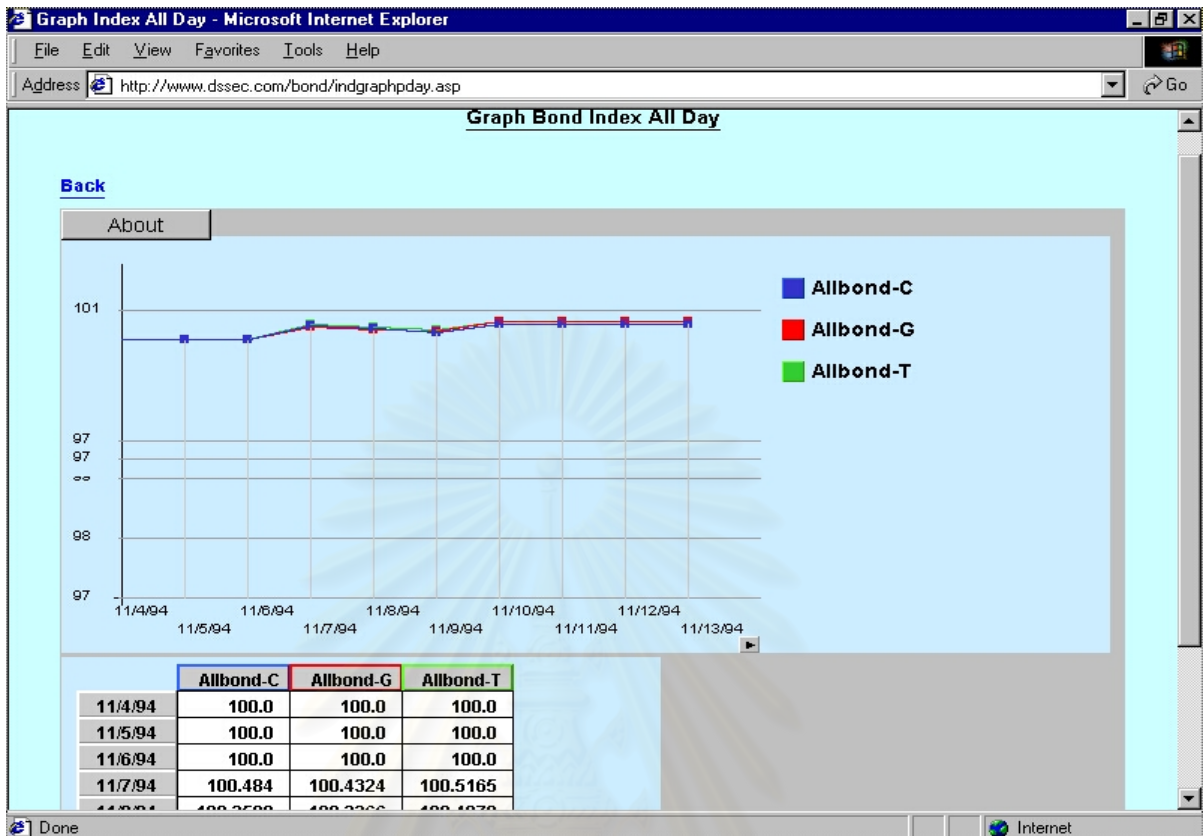 Graph Index All Day - Microsoft Internet Explorer
File Edit View Favorites Tools Help
Address http://www.dssec.com/bond/indgraphpday.asp Go
Graph Bond Index All Day
Back
About
Allbond-C
Allbond-G
Allbond-T
101
97
97
98
97
11/4/94 11/6/94 11/8/94 11/10/94 11/12/94
11/5/94 11/7/94 11/9/94 11/11/94 11/13/94
Allbond-C Allbond-G Allbond-T
11/4/94 100.0 100.0 100.0
11/5/94 100.0 100.0 100.0
11/6/94 100.0 100.0 100.0
11/7/94 100.484 100.4324 100.5165
Done Internet